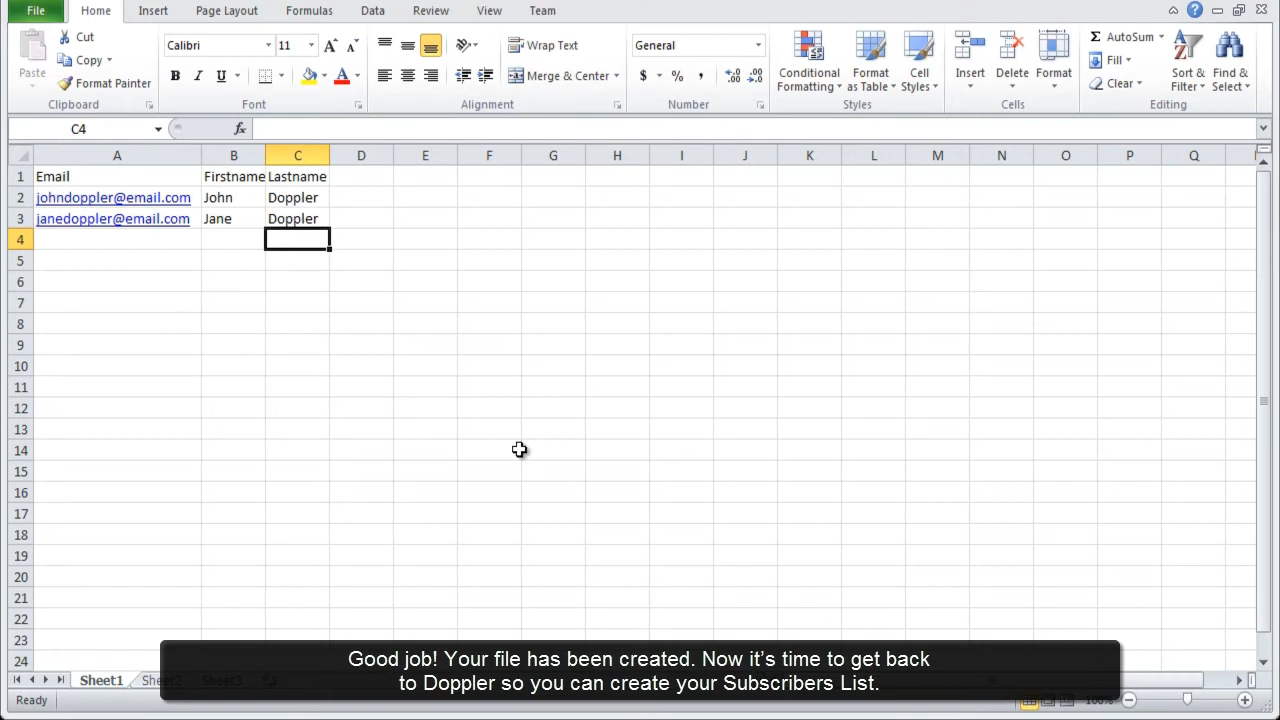 File Home Insert Page Layout Formulas Data Review View Team
Cut
Copy
Format Painter
Paste
Clipboard
Calibri 11
B I U
Font
Wrap Text
Merge & Center
Alignment
General
$ % ,
Number
Conditional Formatting
Format as Table
Cell Styles
Styles
Insert
Delete
Format
Cells
Σ AutoSum
Fill
Clear
Sort & Filter
Find & Select
Editing
C4 fx
A B C D E F G H I J K L M N O P Q
1 Email Firstname Lastname
2 johndoppler@email.com John Doppler
3 janedoppler@email.com Jane Doppler
4
5
6
7
8
9
10
11
12
13
14
15
16
17
18
19
20
21
22
23
24
Good job! Your file has been created. Now it's time to get back
to Doppler so you can create your Subscribers List.
Sheet1 Sheet2 Sheet3
Ready 100%